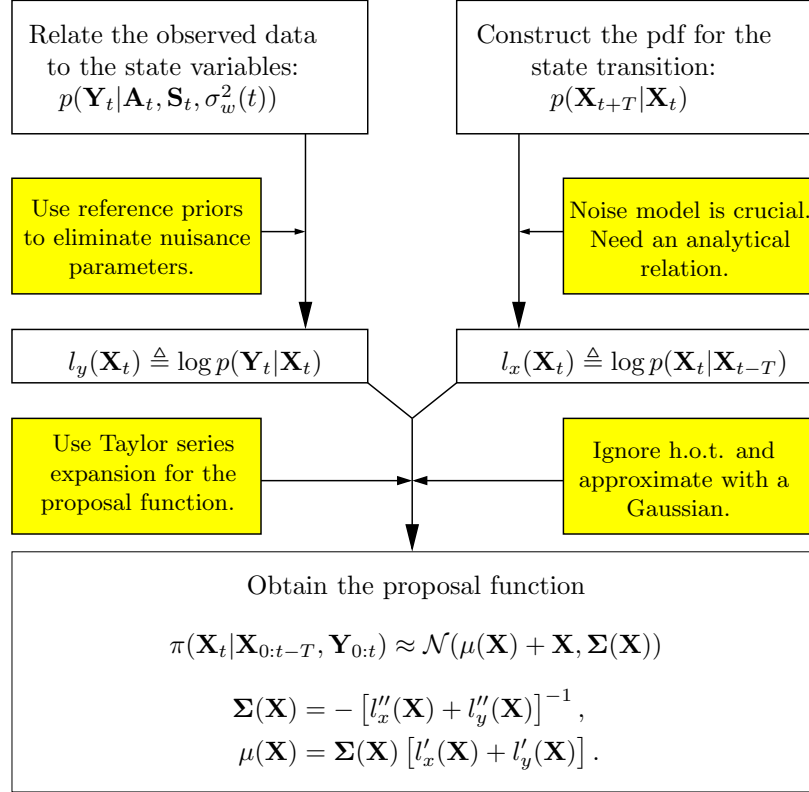 Relate the observed data
to the state variables:
p(Y_t|A_t, S_t, σ_w^2(t))
Construct the pdf for the
state transition:
p(X_{t+T}|X_t)
Use reference priors
to eliminate nuisance
parameters.
Noise model is crucial.
Need an analytical
relation.
l_y(X_t) ≜ log p(Y_t|X_t)
l_x(X_t) ≜ log p(X_t|X_{t−T})
Use Taylor series
expansion for the
proposal function.
Ignore h.o.t. and
approximate with a
Gaussian.
Obtain the proposal function
π(X_t|X_{0:t−T}, Y_{0:t}) ≈ 𝒩(μ(X) + X, Σ(X))
Σ(X) = − [l''_x(X) + l''_y(X)]^{−1},
μ(X) = Σ(X) [l'_x(X) + l'_y(X)].